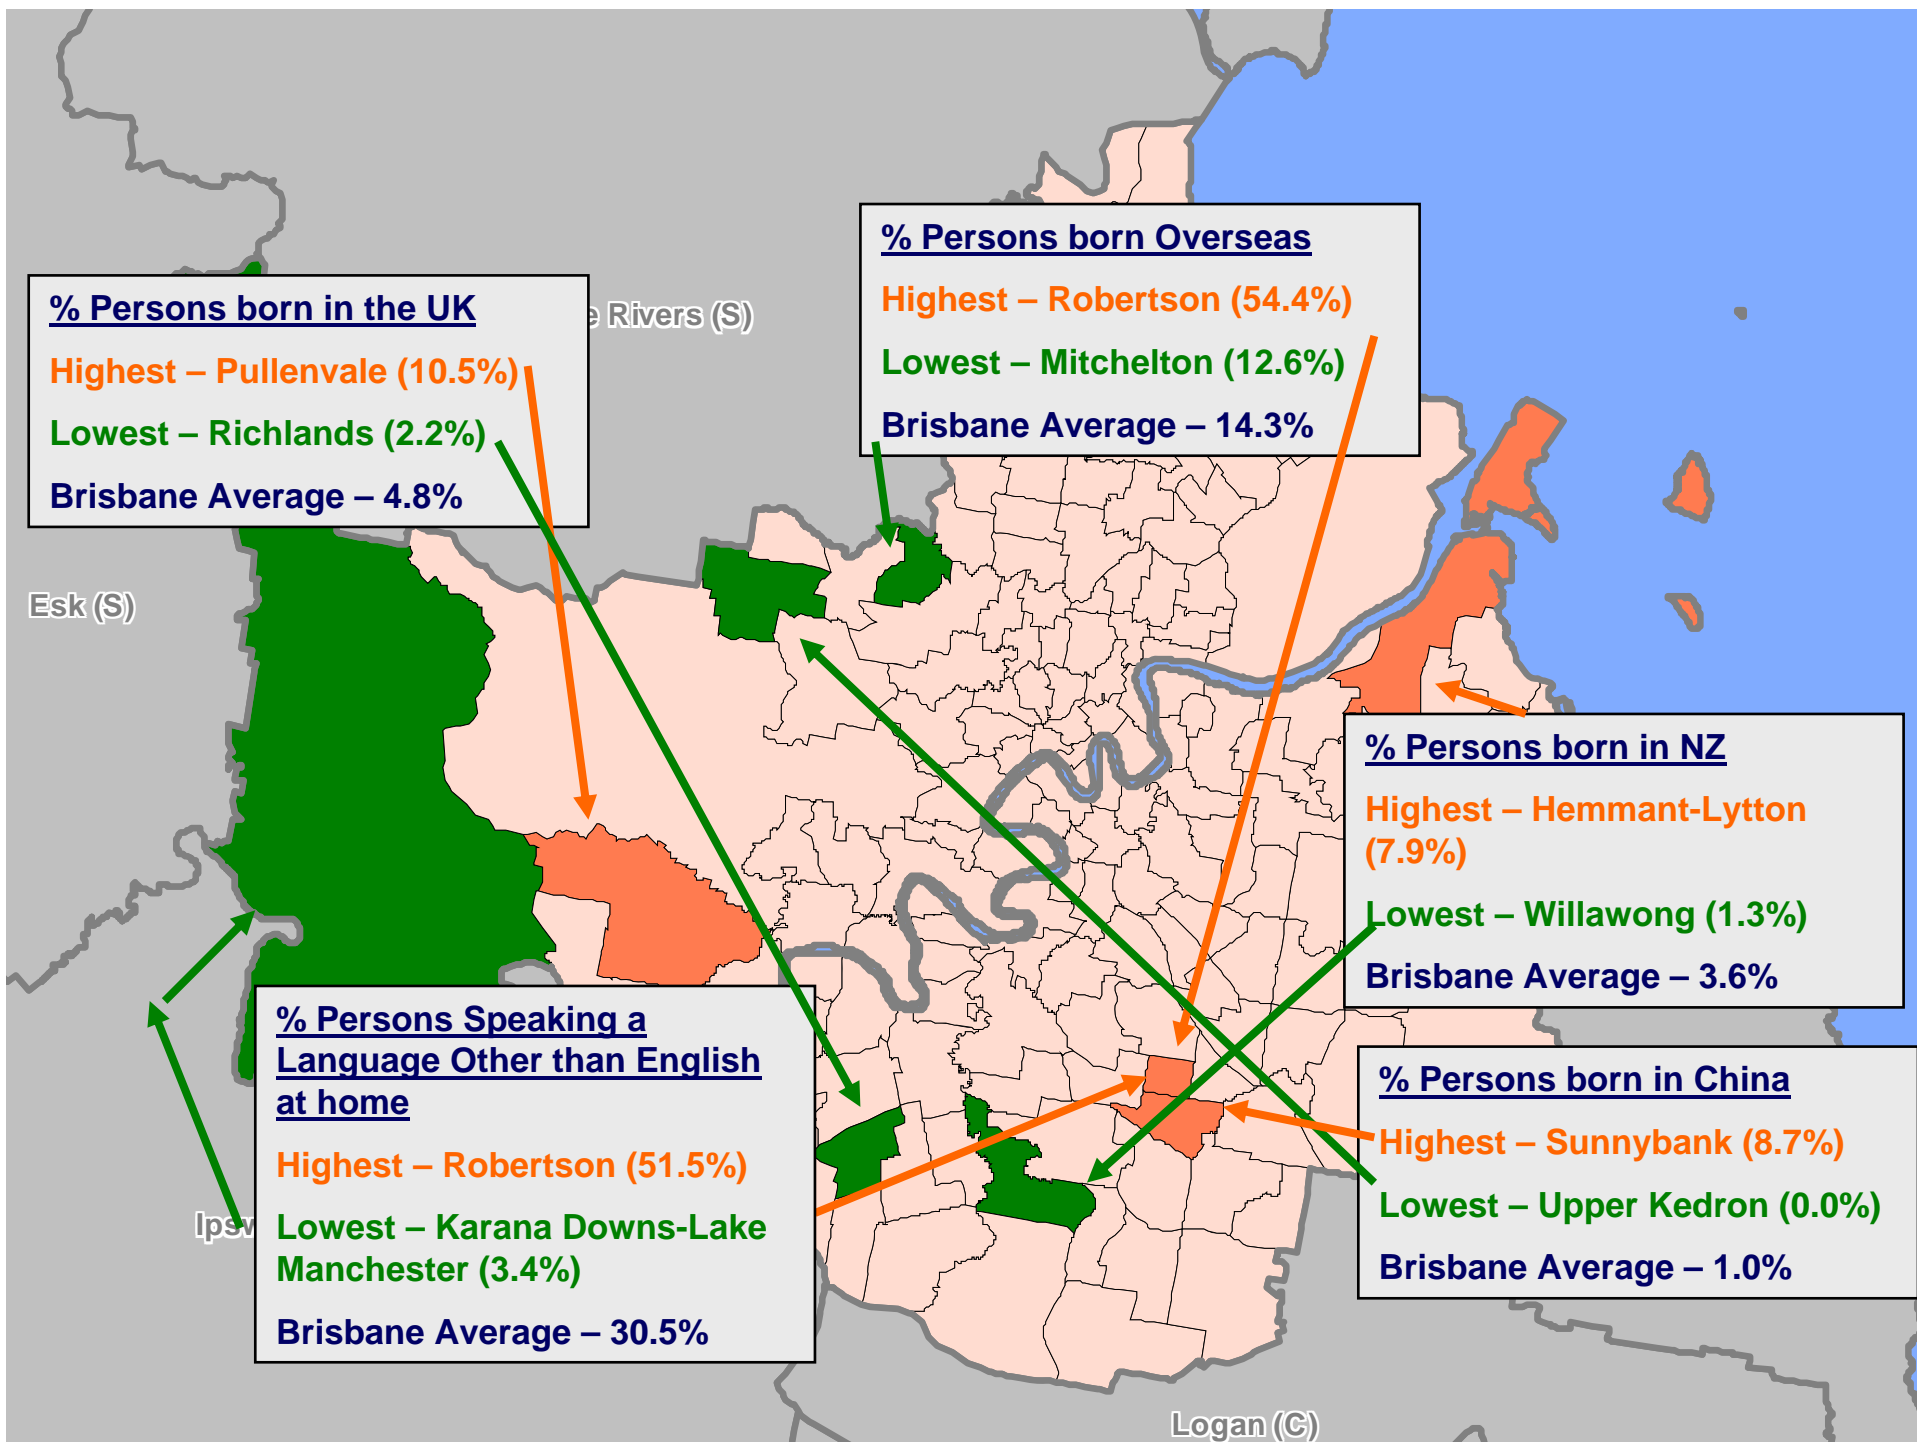 % Persons born Overseas
Highest – Robertson (54.4%)
Lowest – Mitchelton (12.6%)
Brisbane Average – 14.3%
% Persons born in the UK
Highest – Pullenvale (10.5%)
Lowest – Richlands (2.2%)
Brisbane Average – 4.8%
Rivers (S)
Esk (S)
% Persons born in NZ
Highest – Hemmant-Lytton
(7.9%)
Lowest – Willawong (1.3%)
Brisbane Average – 3.6%
% Persons Speaking a
Language Other than English
at home
Highest – Robertson (51.5%)
Lowest – Karana Downs-Lake
Manchester (3.4%)
Brisbane Average – 30.5%
% Persons born in China
Highest – Sunnybank (8.7%)
Lowest – Upper Kedron (0.0%)
Brisbane Average – 1.0%
Logan (C)